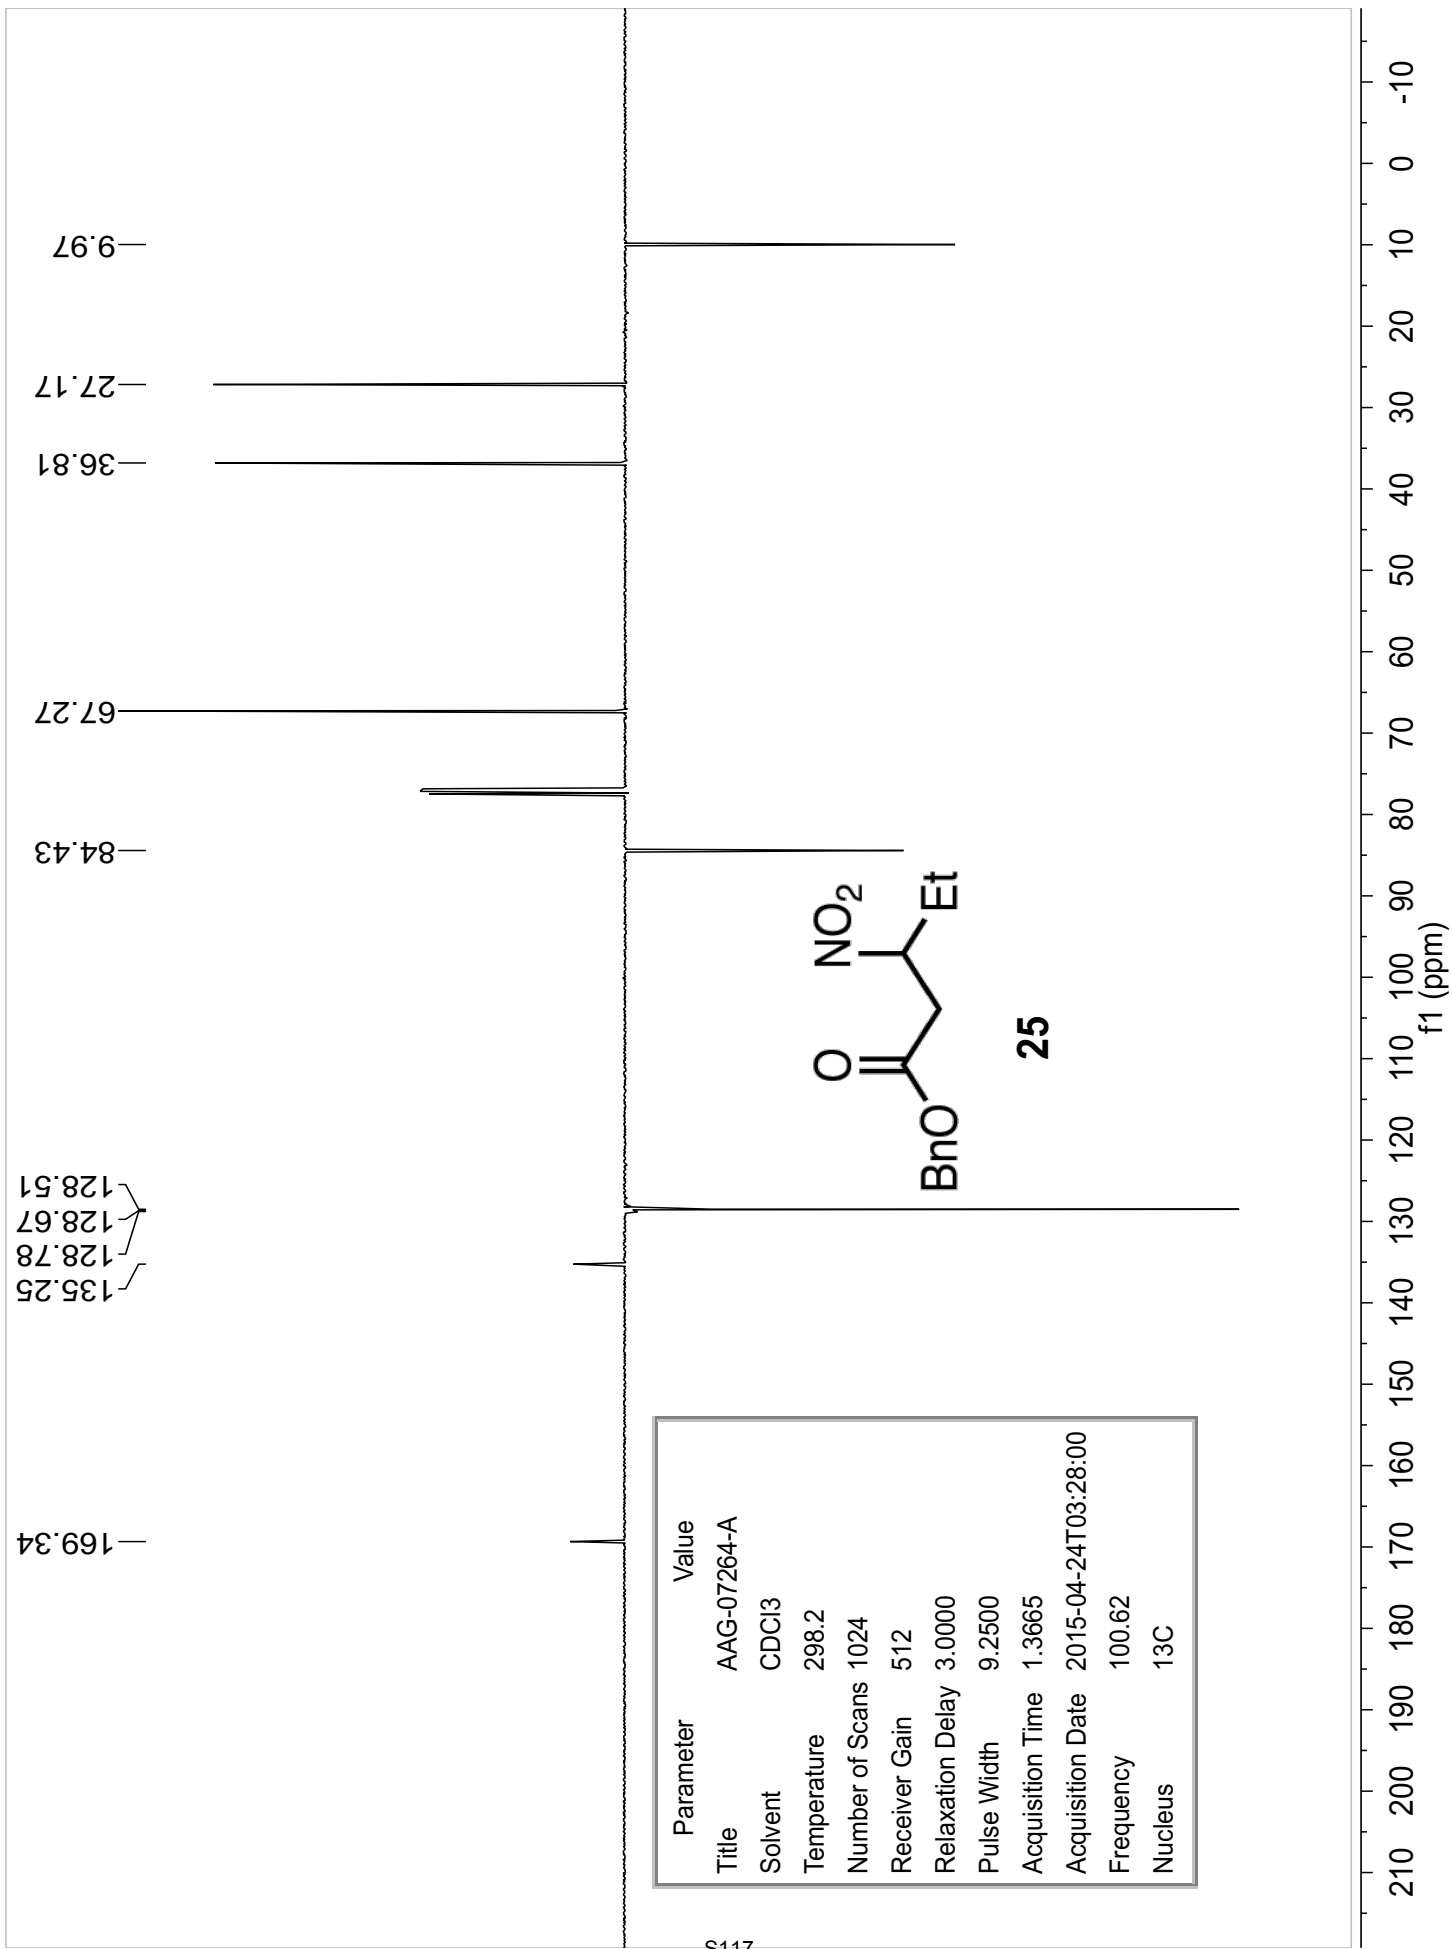 169.34
135.25
128.78
128.67
128.51
84.43
67.27
36.81
27.17
9.97
Parameter Value
Title AAG-07264-A
Solvent CDCl3
Temperature 298.2
Number of Scans 1024
Receiver Gain 512
Relaxation Delay 3.0000
Pulse Width 9.2500
Acquisition Time 1.3665
Acquisition Date 2015-04-24T03:28:00
Frequency 100.62
Nucleus 13C
O NO2
BnO Et
25
210 200 190 180 170 160 150 140 130 120 110 100 90 80 70 60 50 40 30 20 10 0 -10
f1 (ppm)
S117